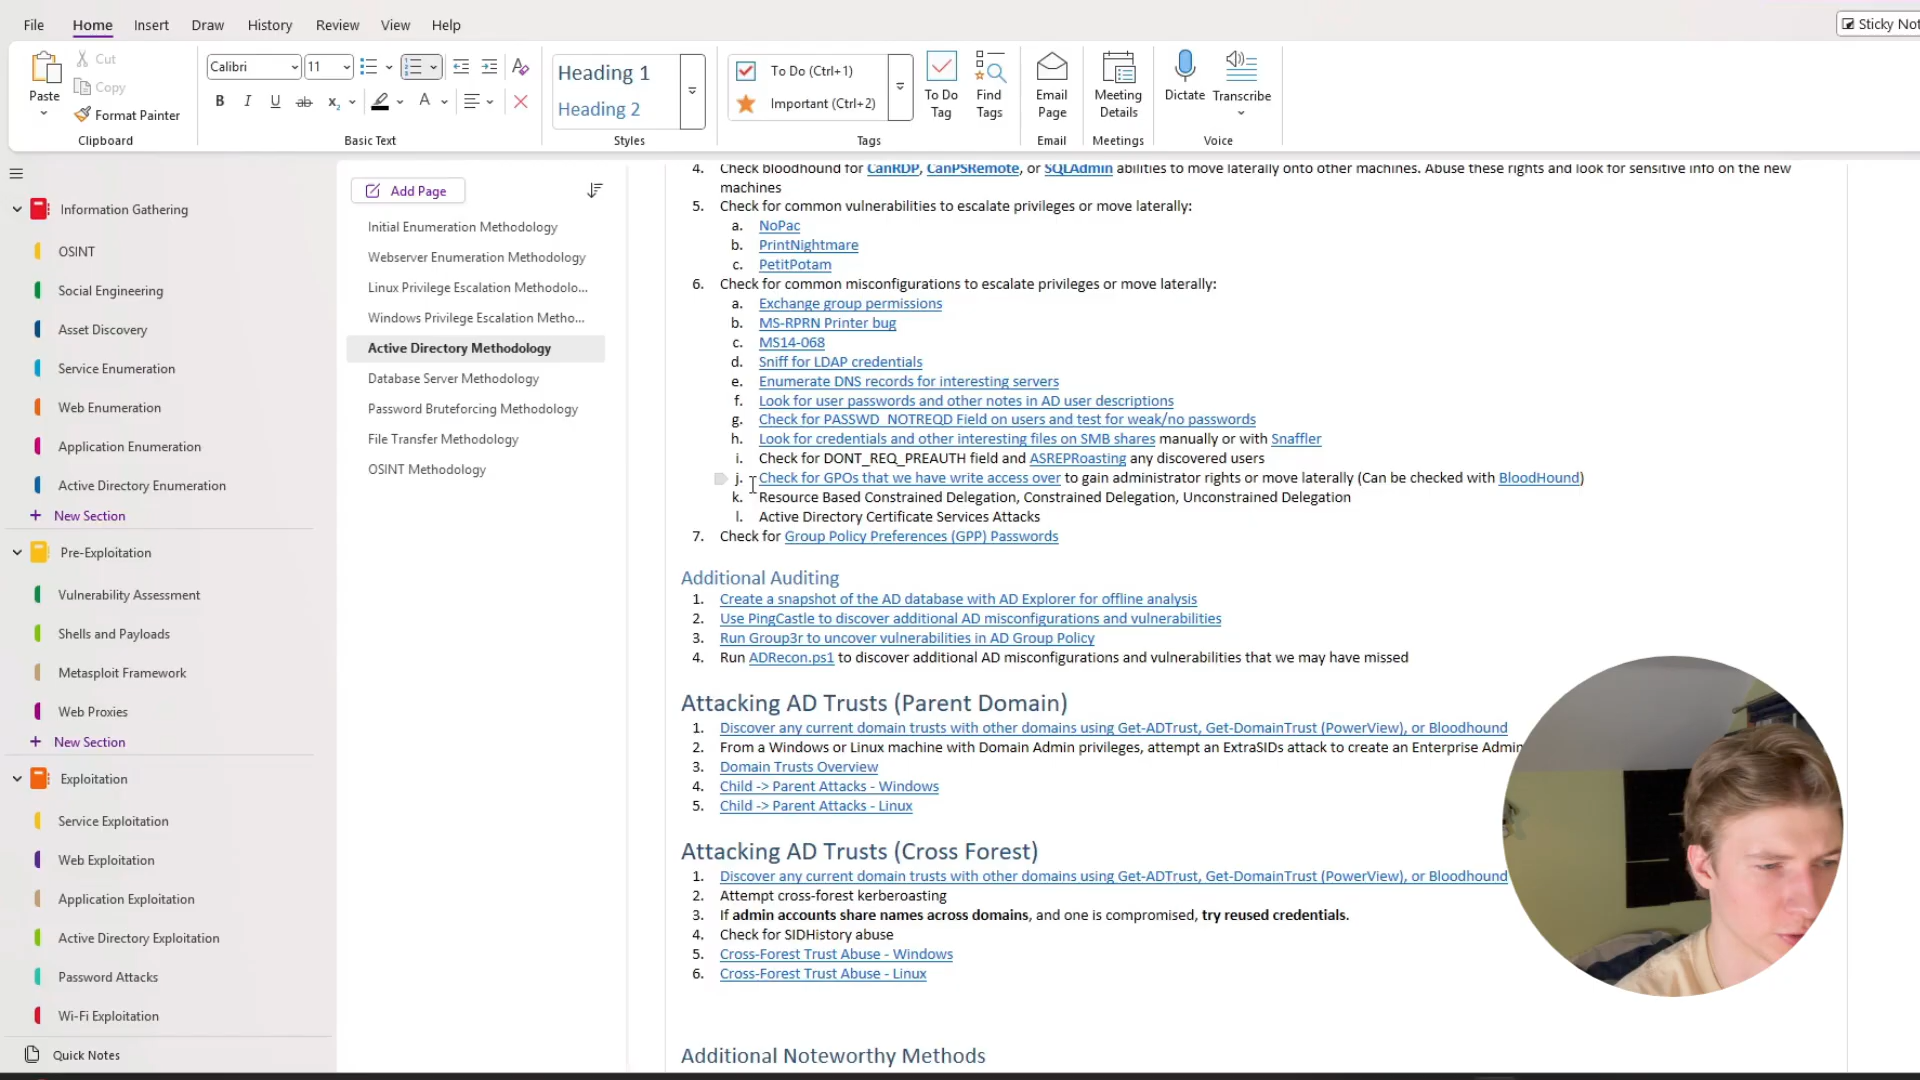 File Home Insert Draw History Review View Help
Sticky Not
Paste
Cut
Copy
Format Painter
Clipboard
Calibri 11
B I U ab x₂ A
Basic Text
Heading 1
Heading 2
Styles
To Do (Ctrl+1)
Important (Ctrl+2)
To Do Tag
Find Tags
Tags
Email Page
Email
Meeting Details
Meetings
Dictate
Transcribe
Voice
Information Gathering
OSINT
Social Engineering
Asset Discovery
Service Enumeration
Web Enumeration
Application Enumeration
Active Directory Enumeration
+ New Section
Pre-Exploitation
Vulnerability Assessment
Shells and Payloads
Metasploit Framework
Web Proxies
+ New Section
Exploitation
Service Exploitation
Web Exploitation
Application Exploitation
Active Directory Exploitation
Password Attacks
Wi-Fi Exploitation
Quick Notes
Add Page
Initial Enumeration Methodology
Webserver Enumeration Methodology
Linux Privilege Escalation Methodolo...
Windows Privilege Escalation Metho...
Active Directory Methodology
Database Server Methodology
Password Bruteforcing Methodology
File Transfer Methodology
OSINT Methodology
4. Check bloodhound for CanRDP, CanPSRemote, or SQLAdmin abilities to move laterally onto other machines. Abuse these rights and look for sensitive info on the new
machines
5. Check for common vulnerabilities to escalate privileges or move laterally:
a. NoPac
b. PrintNightmare
c. PetitPotam
6. Check for common misconfigurations to escalate privileges or move laterally:
a. Exchange group permissions
b. MS-RPRN Printer bug
c. MS14-068
d. Sniff for LDAP credentials
e. Enumerate DNS records for interesting servers
f. Look for user passwords and other notes in AD user descriptions
g. Check for PASSWD_NOTREQD Field on users and test for weak/no passwords
h. Look for credentials and other interesting files on SMB shares manually or with Snaffler
i. Check for DONT_REQ_PREAUTH field and ASREPRoasting any discovered users
j. Check for GPOs that we have write access over to gain administrator rights or move laterally (Can be checked with BloodHound)
k. Resource Based Constrained Delegation, Constrained Delegation, Unconstrained Delegation
l. Active Directory Certificate Services Attacks
7. Check for Group Policy Preferences (GPP) Passwords
Additional Auditing
1. Create a snapshot of the AD database with AD Explorer for offline analysis
2. Use PingCastle to discover additional AD misconfigurations and vulnerabilities
3. Run Group3r to uncover vulnerabilities in AD Group Policy
4. Run ADRecon.ps1 to discover additional AD misconfigurations and vulnerabilities that we may have missed
Attacking AD Trusts (Parent Domain)
1. Discover any current domain trusts with other domains using Get-ADTrust, Get-DomainTrust (PowerView), or Bloodhound
2. From a Windows or Linux machine with Domain Admin privileges, attempt an ExtraSIDs attack to create an Enterprise Admin
3. Domain Trusts Overview
4. Child -> Parent Attacks - Windows
5. Child -> Parent Attacks - Linux
Attacking AD Trusts (Cross Forest)
1. Discover any current domain trusts with other domains using Get-ADTrust, Get-DomainTrust (PowerView), or Bloodhound
2. Attempt cross-forest kerberoasting
3. If admin accounts share names across domains, and one is compromised, try reused credentials.
4. Check for SIDHistory abuse
5. Cross-Forest Trust Abuse - Windows
6. Cross-Forest Trust Abuse - Linux
Additional Noteworthy Methods